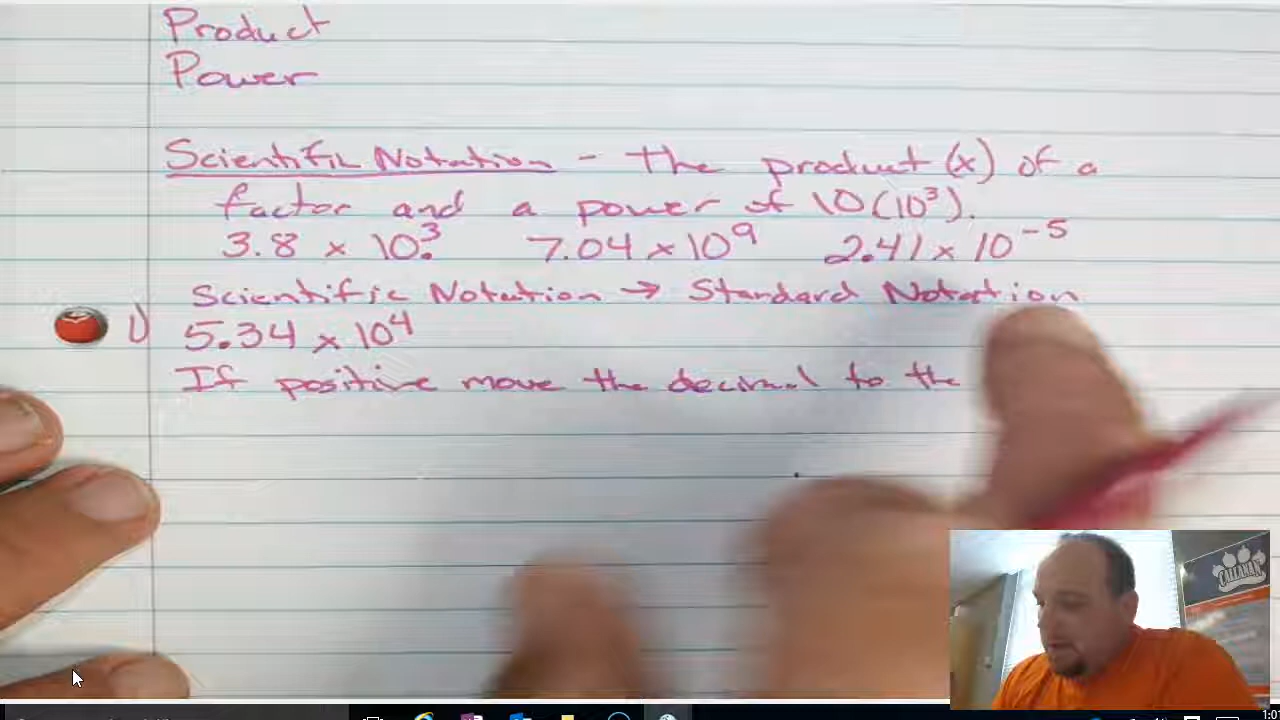 Product
Power
Scientific Notation - the product (x) of a
factor and a power of 10 (10³).
3.8 x 10³ 7.04 x 10⁹ 2.41 x 10⁻⁵
Scientific Notation → Standard Notation
1) 5.34 x 10⁴
If positive move the decimal to the
CALLANAN